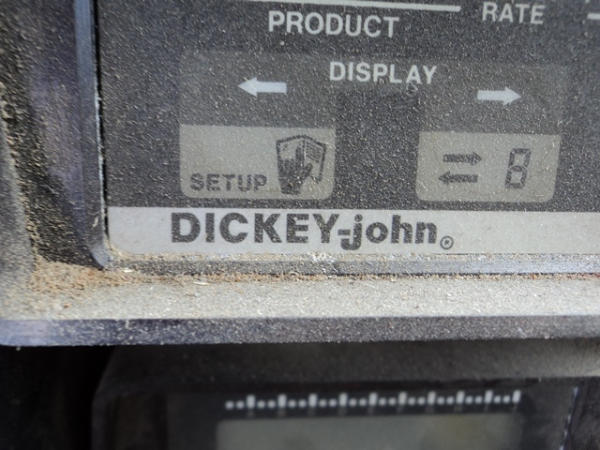 PRODUCT
RATE
DISPLAY
SETUP
8
DICKEY-john®